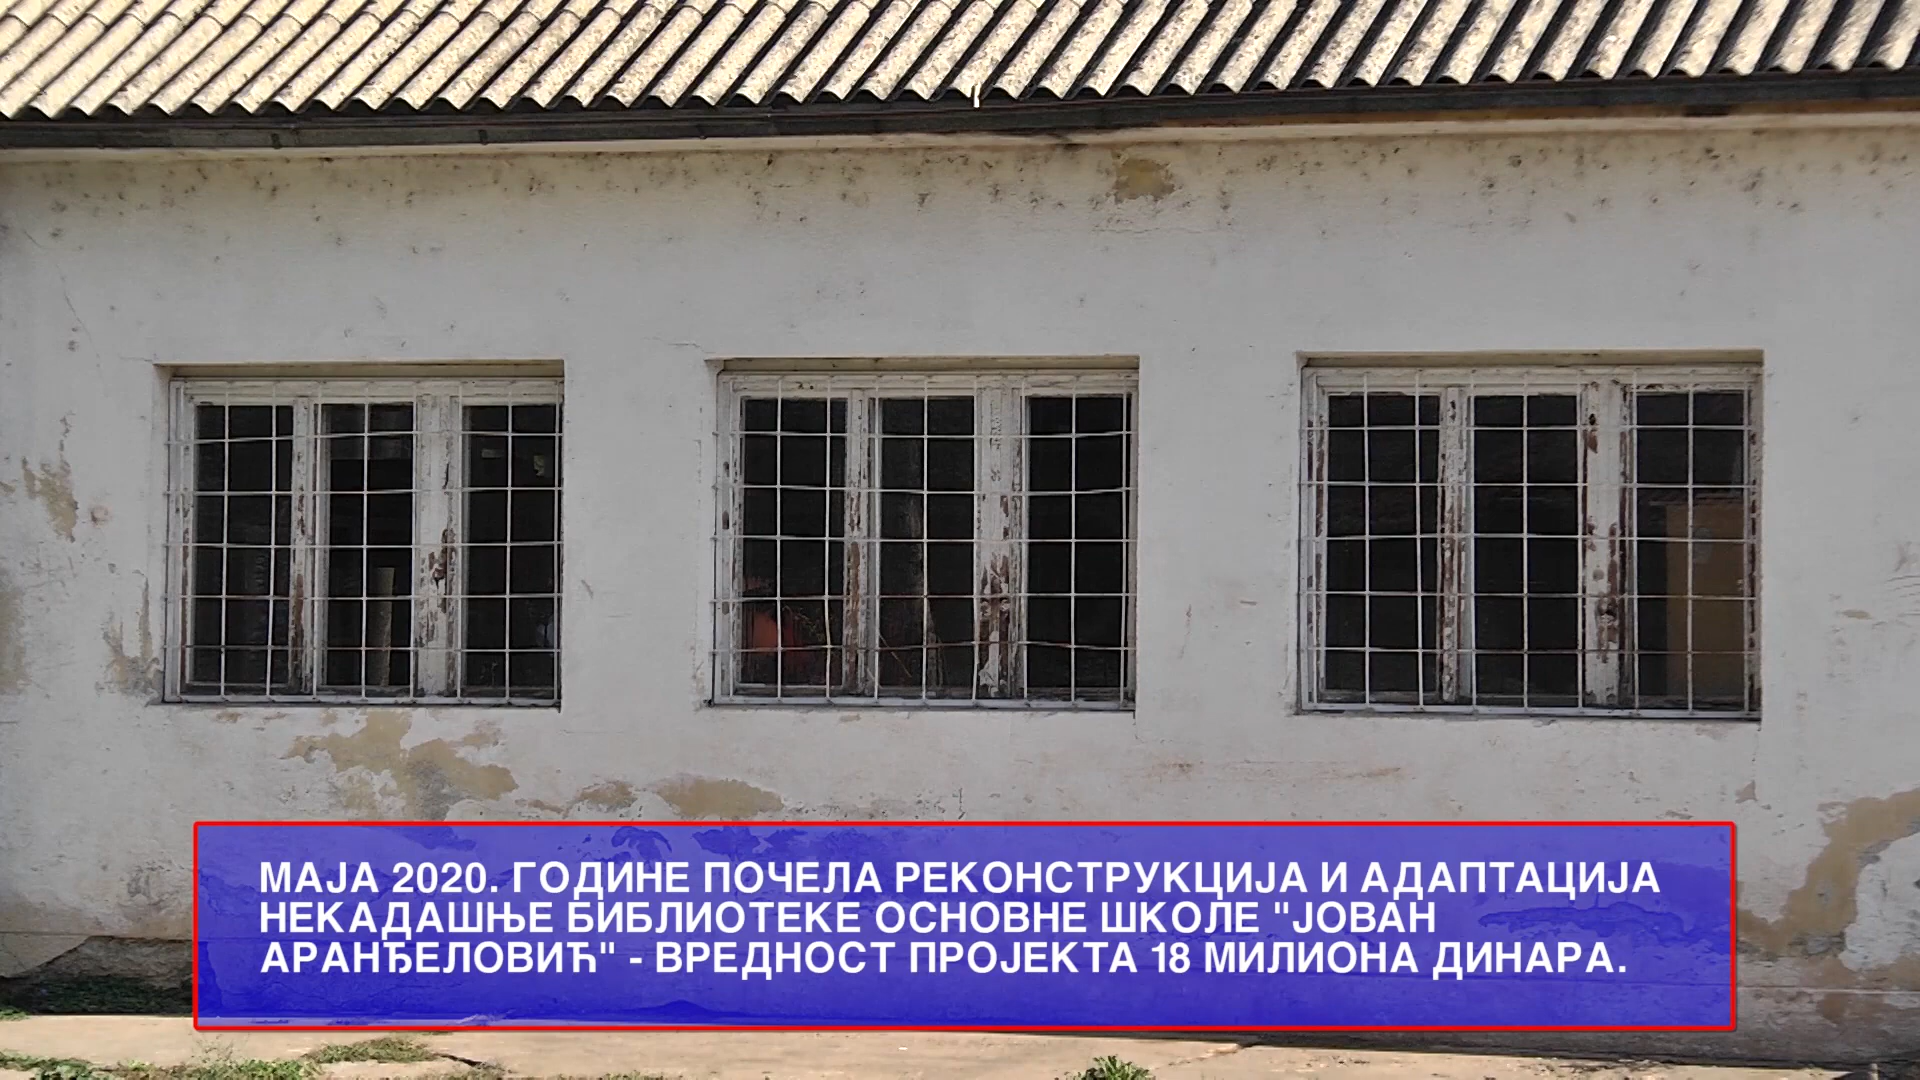 МАЈА 2020. ГОДИНЕ ПОЧЕЛА РЕКОНСТРУКЦИЈА И АДАПТАЦИЈА
НЕКАДАШЊЕ БИБЛИОТЕКЕ ОСНОВНЕ ШКОЛЕ "ЈОВАН
АРАНЂЕЛОВИЋ" - ВРЕДНОСТ ПРОЈЕКТА 18 МИЛИОНА ДИНАРА.